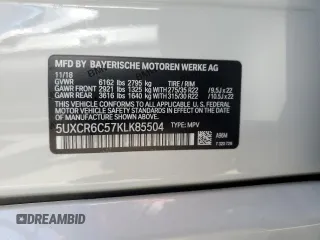 MFD BY BAYERISCHE MOTOREN WERKE AG
11/18
GVWR 6162 lbs 2795 kg TIRE / RIM
GAWR FRONT 2921 lbs 1325 kg 275/35 R22 / 9.5J x 22
GAWR REAR 3616 lbs 1640 kg 315/30 R22 / 10.5J x 22
THIS VEHICLE CONFORMS TO ALL APPLICABLE U.S. FEDERAL
MOTOR VEHICLE SAFETY AND THEFT PREVENTION STANDARDS
IN EFFECT ON THE DATE OF MANUFACTURE SHOWN ABOVE.
5UXCR6C57KLK85504 TYPE: MPV
DREAMBID